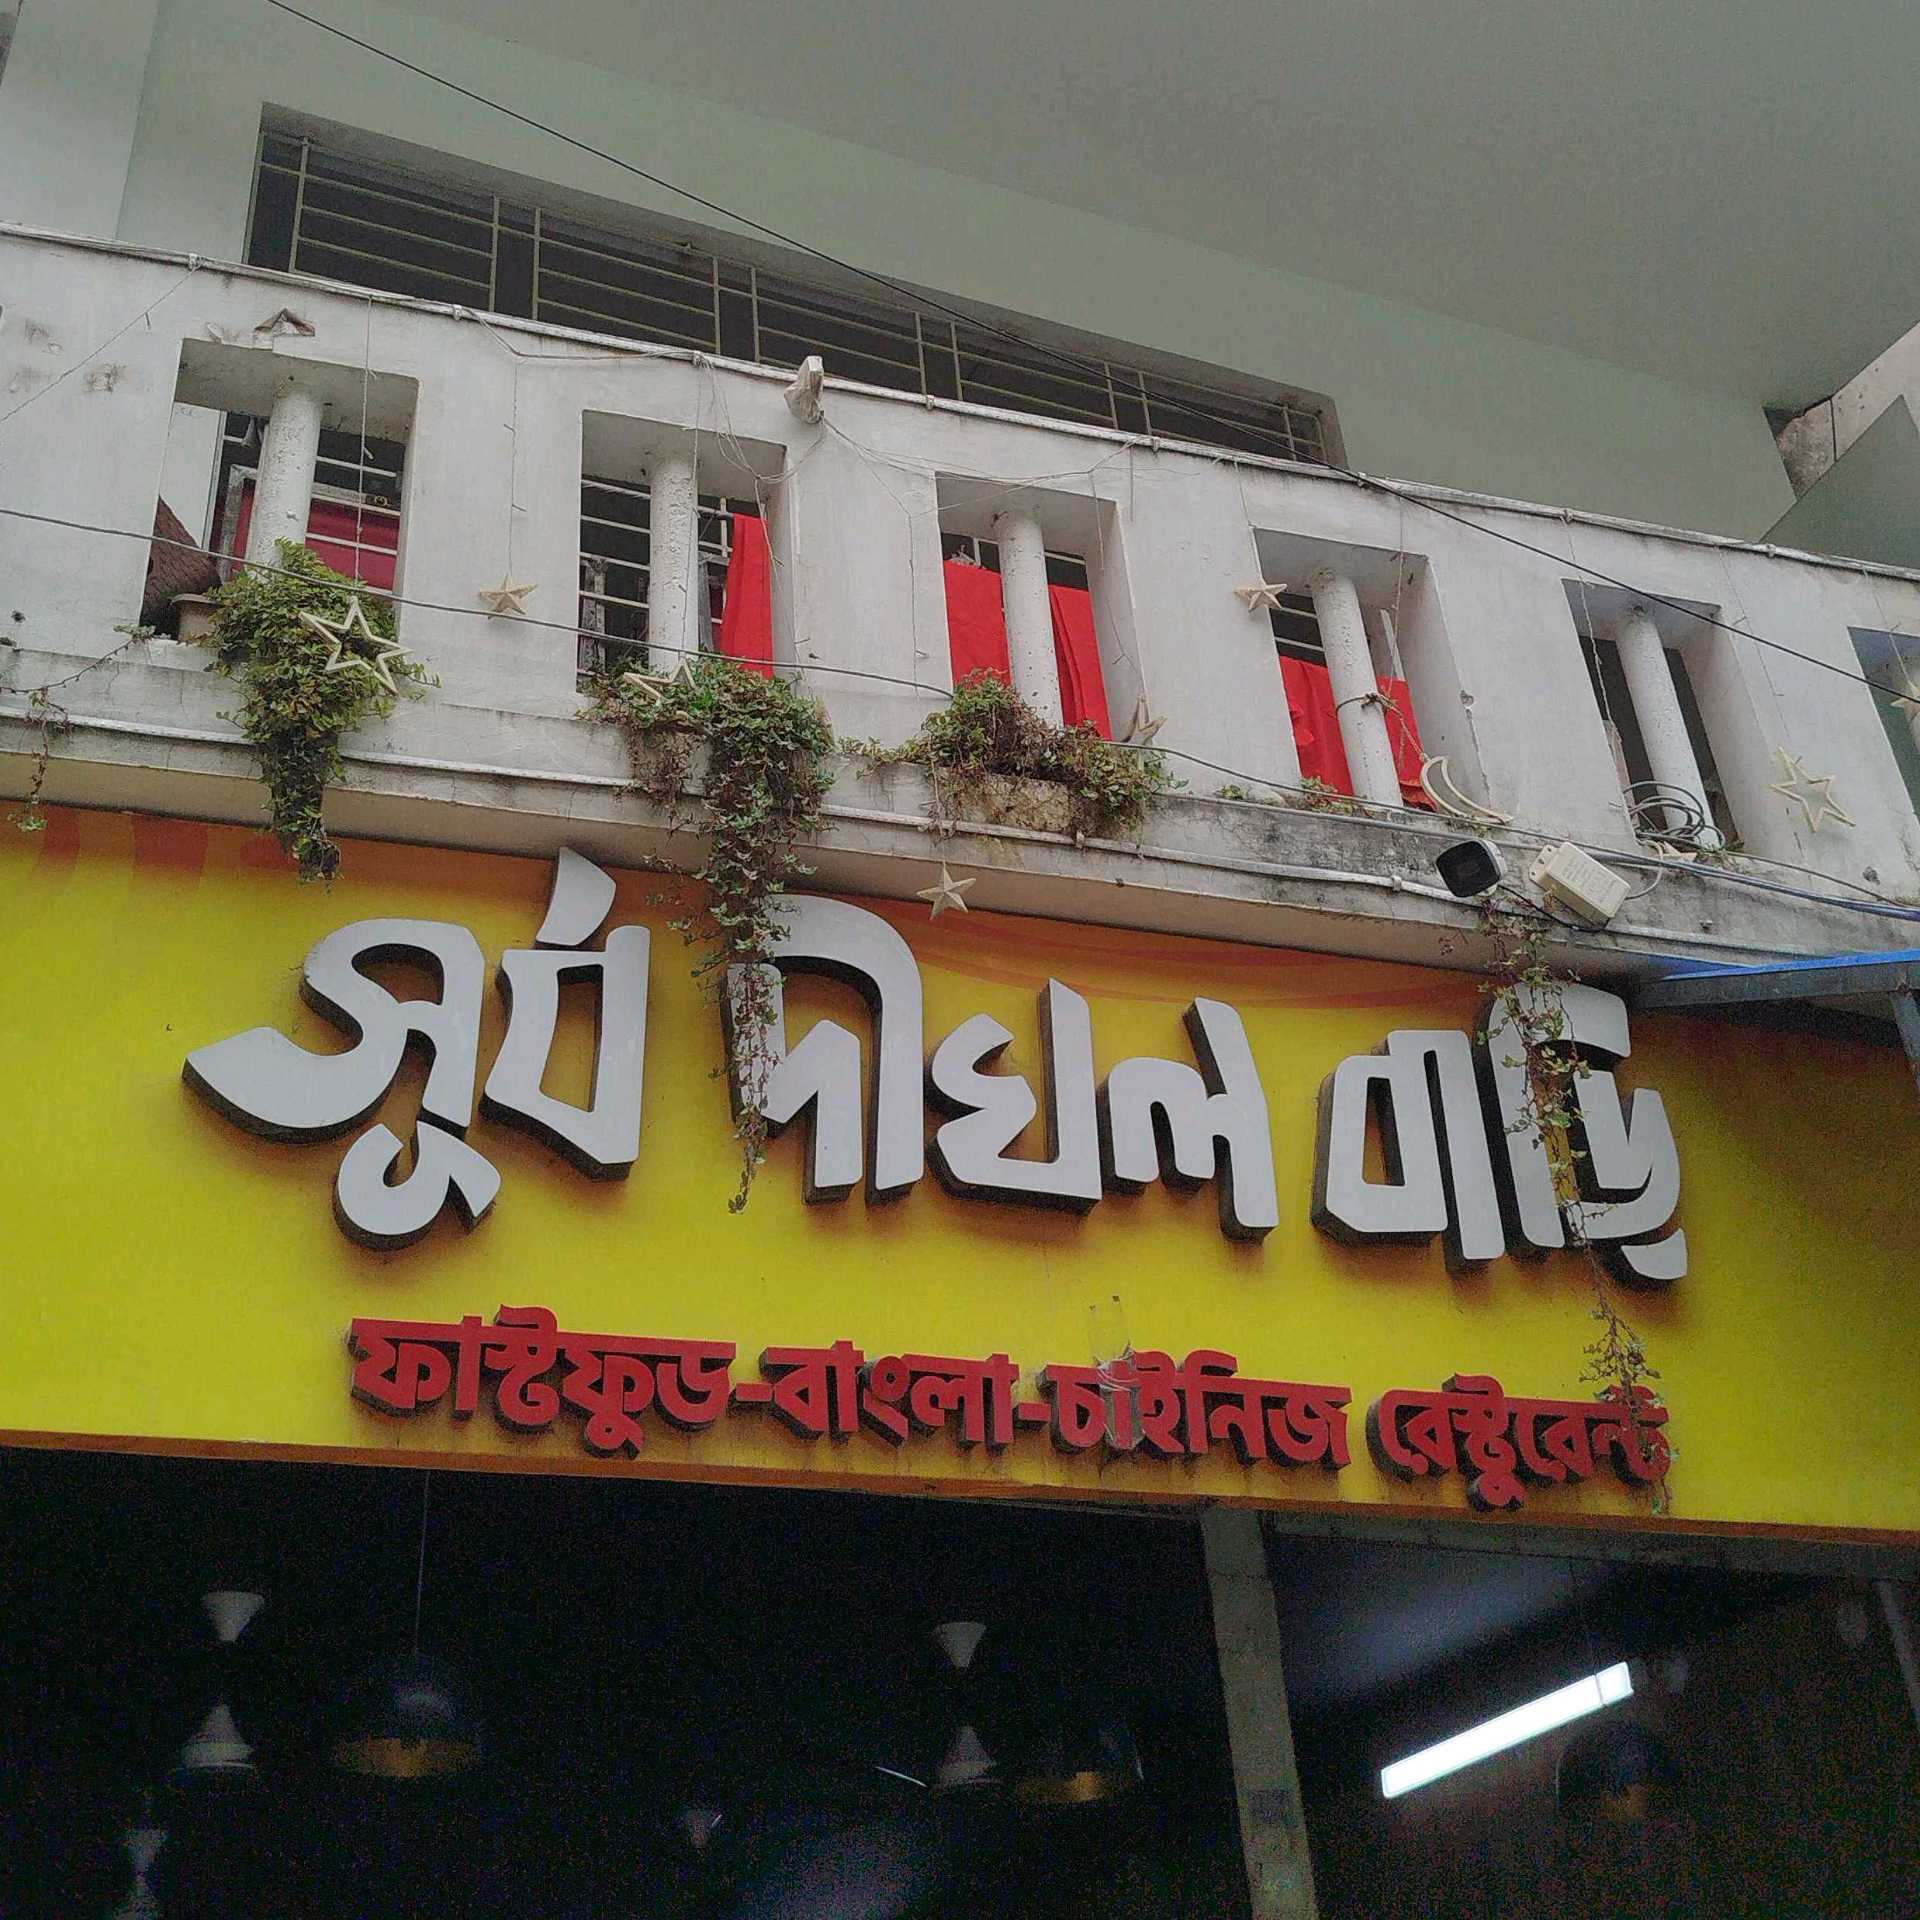 সূর্য দীঘল বাড়ি
ফাস্টফুড-বাংলা-চাইনিজ রেস্টুরেন্ট